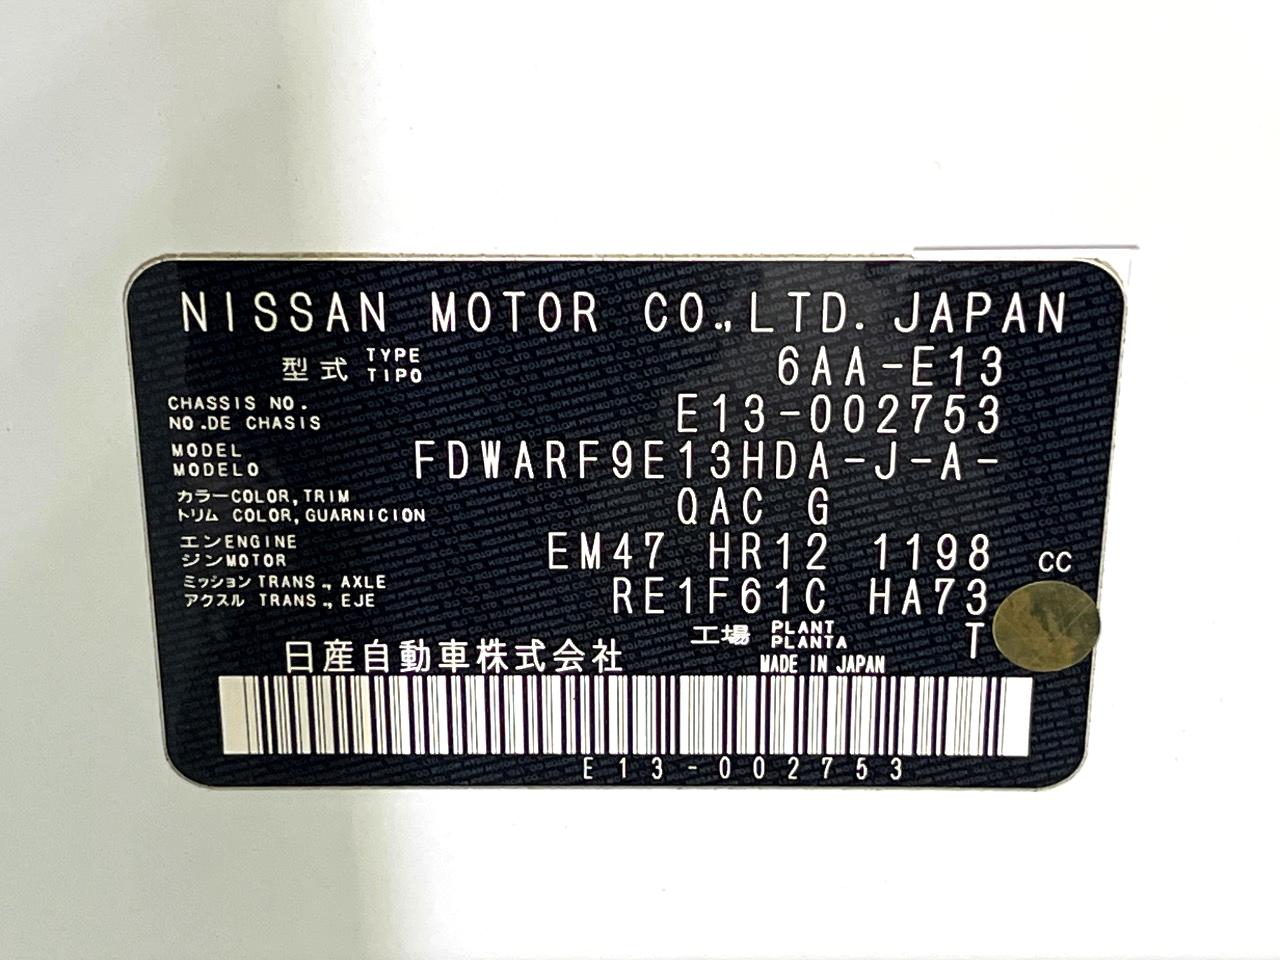 NISSAN MOTOR CO.,LTD. JAPAN
型式 TYPE TIPO 6AA-E13
CHASSIS NO. NO.DE CHASIS E13-002753
MODEL MODELO FDWARF9E13HDA-J-A-
カラー COLOR,TRIM トリム COLOR,GUARNICION QAC G
エンジン ENGINE MOTOR EM47 HR12 1198 CC
ミッション TRANS.,AXLE アクスル TRANS.,EJE RE1F61C HA73
工場 PLANT PLANTA T
日産自動車株式会社 MADE IN JAPAN
E13-002753